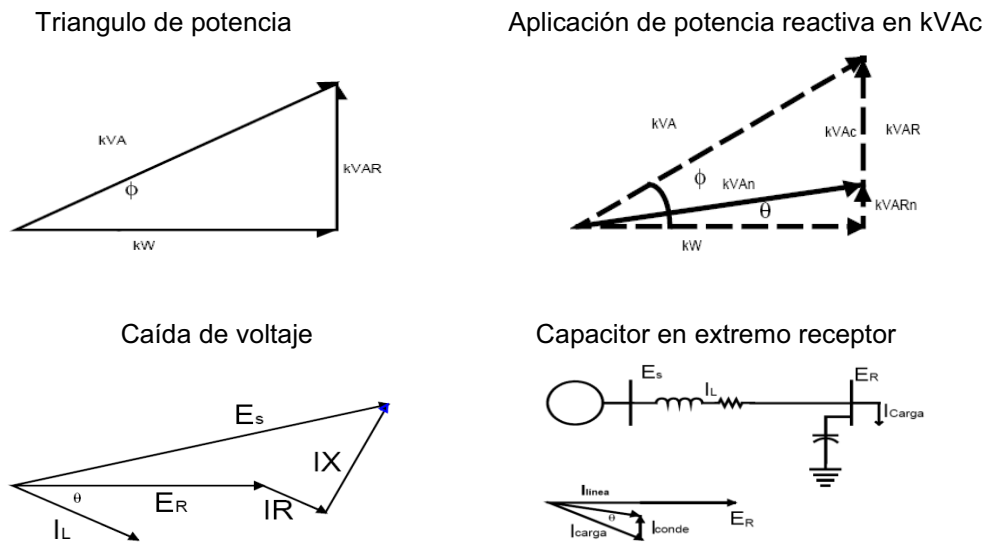 Triangulo de potencia
kVA
ϕ
kVAR
kW
Aplicación de potencia reactiva en kVAc
kVA
kVAc
kVAR
ϕ
kVAn
θ
kVARn
kW
Caída de voltaje
Es
IX
θ
ER
IR
IL
Capacitor en extremo receptor
Es
IL
ER
ICarga
Ilinea
θ
ER
Icarga
Iconde